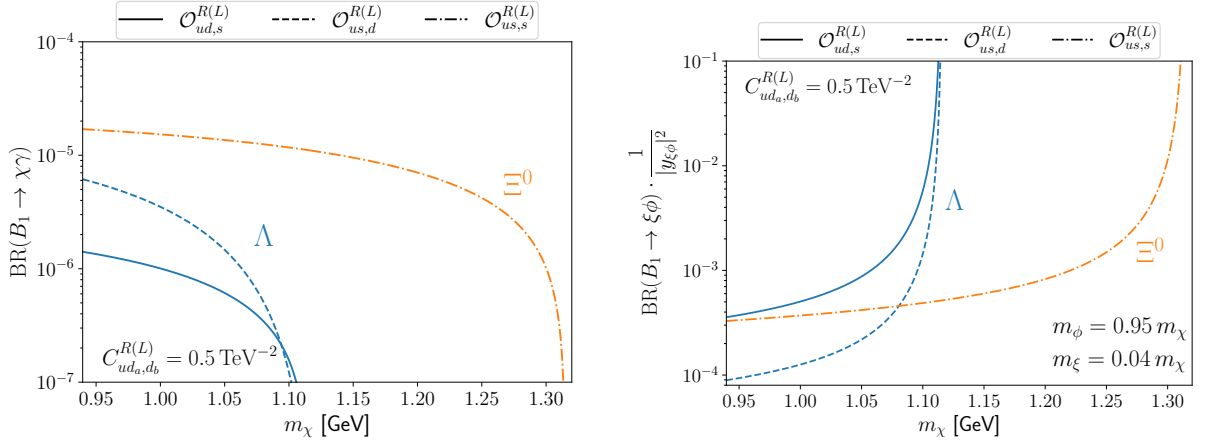 𝒪^{R(L)}_{ud,s} 𝒪^{R(L)}_{us,d} 𝒪^{R(L)}_{us,s}
10^{-4}
10^{-5}
10^{-6}
10^{-7}
BR(B_1 → χγ)
Ξ^0
Λ
C^{R(L)}_{ud_a,d_b} = 0.5 TeV^{-2}
0.95 1.00 1.05 1.10 1.15 1.20 1.25 1.30
m_χ [GeV]
𝒪^{R(L)}_{ud,s} 𝒪^{R(L)}_{us,d} 𝒪^{R(L)}_{us,s}
10^{-1}
10^{-2}
10^{-3}
10^{-4}
BR(B_1 → ξϕ) · 1/|y_{ξϕ}|^2
C^{R(L)}_{ud_a,d_b} = 0.5 TeV^{-2}
Λ
Ξ^0
m_ϕ = 0.95 m_χ
m_ξ = 0.04 m_χ
0.95 1.00 1.05 1.10 1.15 1.20 1.25 1.30
m_χ [GeV]